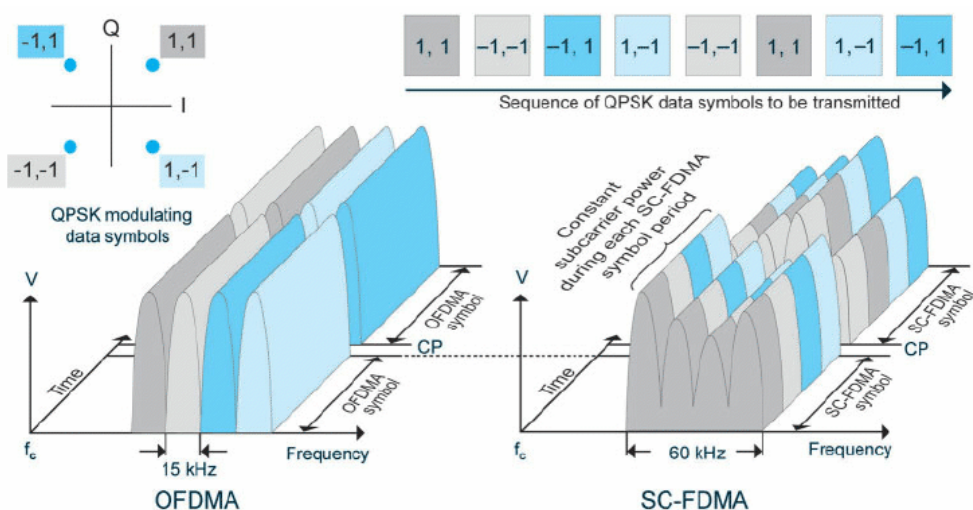 Q
-1,1
1,1
I
-1,-1
1,-1
QPSK modulating
data symbols
1, 1
–1,–1
–1, 1
1,–1
–1,–1
1, 1
1,–1
–1, 1
Sequence of QPSK data symbols to be transmitted
V
Time
fc
15 kHz
Frequency
OFDMA
symbol
CP
OFDMA
symbol
OFDMA
Constant
subcarrier power
during each SC-FDMA
symbol period
V
Time
fc
60 kHz
Frequency
SC-FDMA
symbol
CP
SC-FDMA
symbol
SC-FDMA